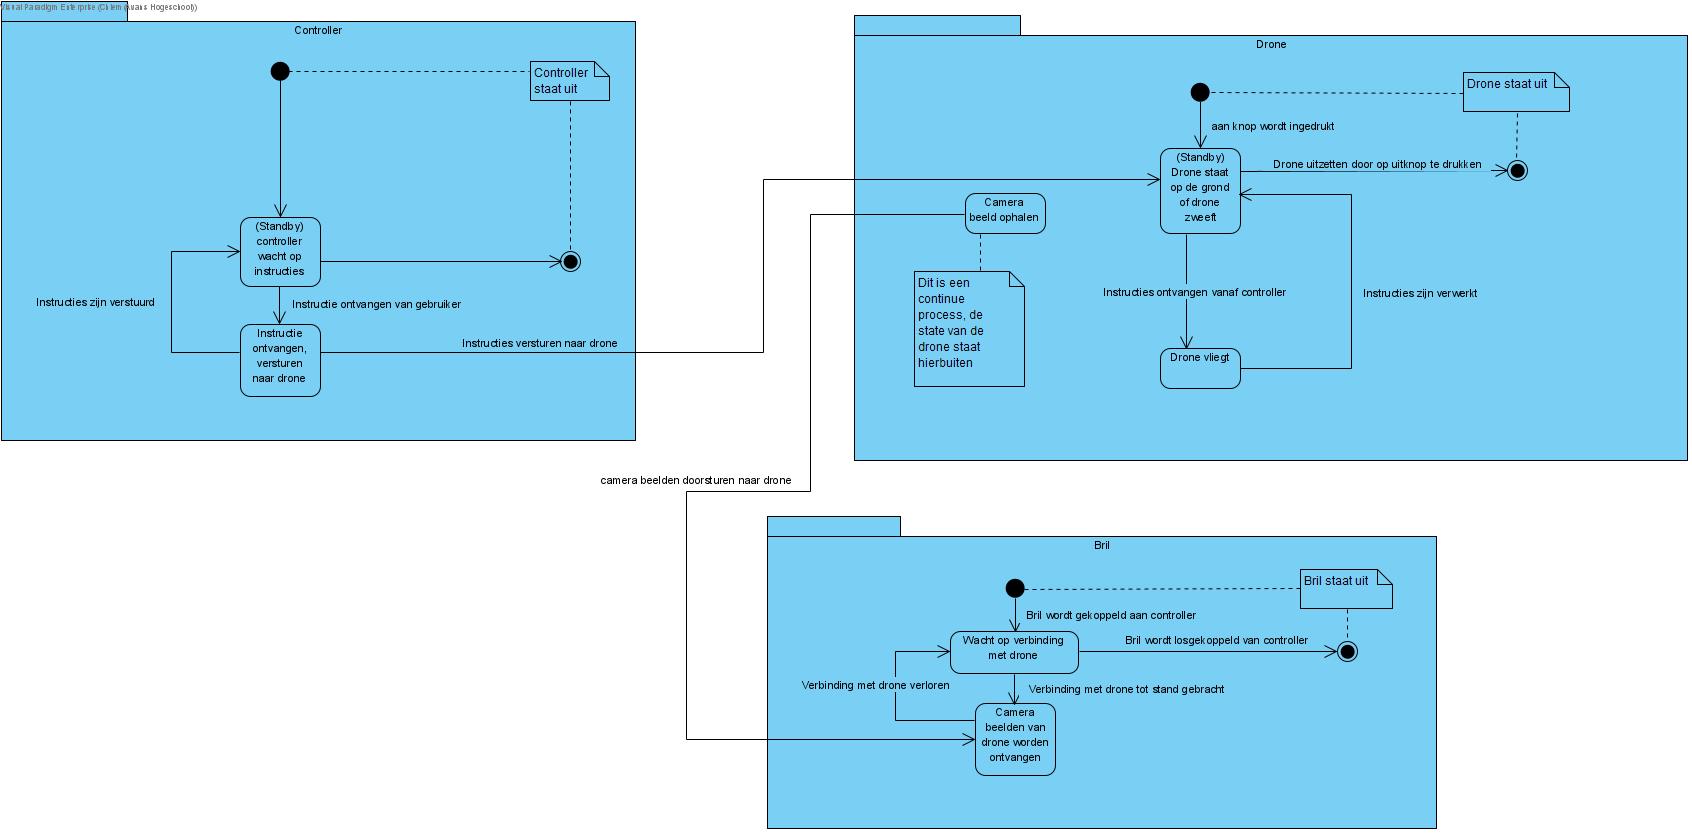 Visual Paradigm Enterprise (Chiem (Avans Hogeschool))
Controller
Controller
staat uit
(Standby)
controller
wacht op
instructies
Instructies zijn verstuurd
Instructie ontvangen van gebruiker
Instructie
ontvangen,
versturen
naar drone
Instructies versturen naar drone
Drone
Drone staat uit
aan knop wordt ingedrukt
(Standby)
Drone staat
op de grond
of drone
zweeft
Drone uitzetten door op uitknop te drukken
Camera
beeld ophalen
Dit is een
continue
process, de
state van de
drone staat
hierbuiten
Instructies ontvangen vanaf controller
Instructies zijn verwerkt
Drone vliegt
camera beelden doorsturen naar drone
Bril
Bril staat uit
Bril wordt gekoppeld aan controller
Wacht op verbinding
met drone
Bril wordt losgekoppeld van controller
Verbinding met drone verloren
Verbinding met drone tot stand gebracht
Camera
beelden van
drone worden
ontvangen